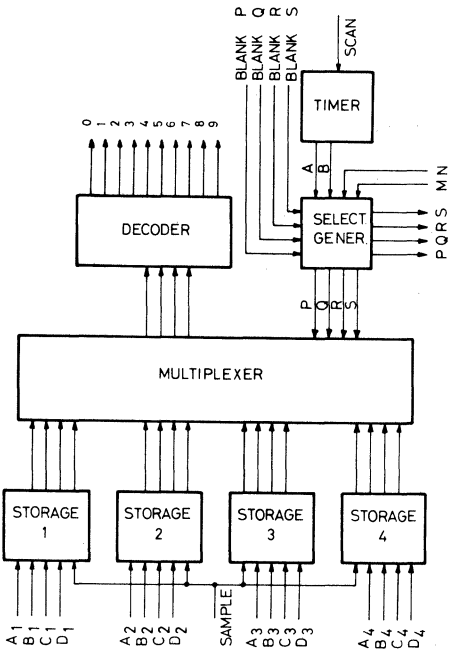 0
1
2
3
4
5
6
7
8
9
BLANK P
BLANK Q
BLANK R
BLANK S
SCAN
TIMER
DECODER
A
B
SELECT
GENER.
M N
P Q R S
P
Q
R
S
MULTIPLEXER
STORAGE
1
STORAGE
2
STORAGE
3
STORAGE
4
A1
B1
C1
D1
A2
B2
C2
D2
SAMPLE
A3
B3
C3
D3
A4
B4
C4
D4